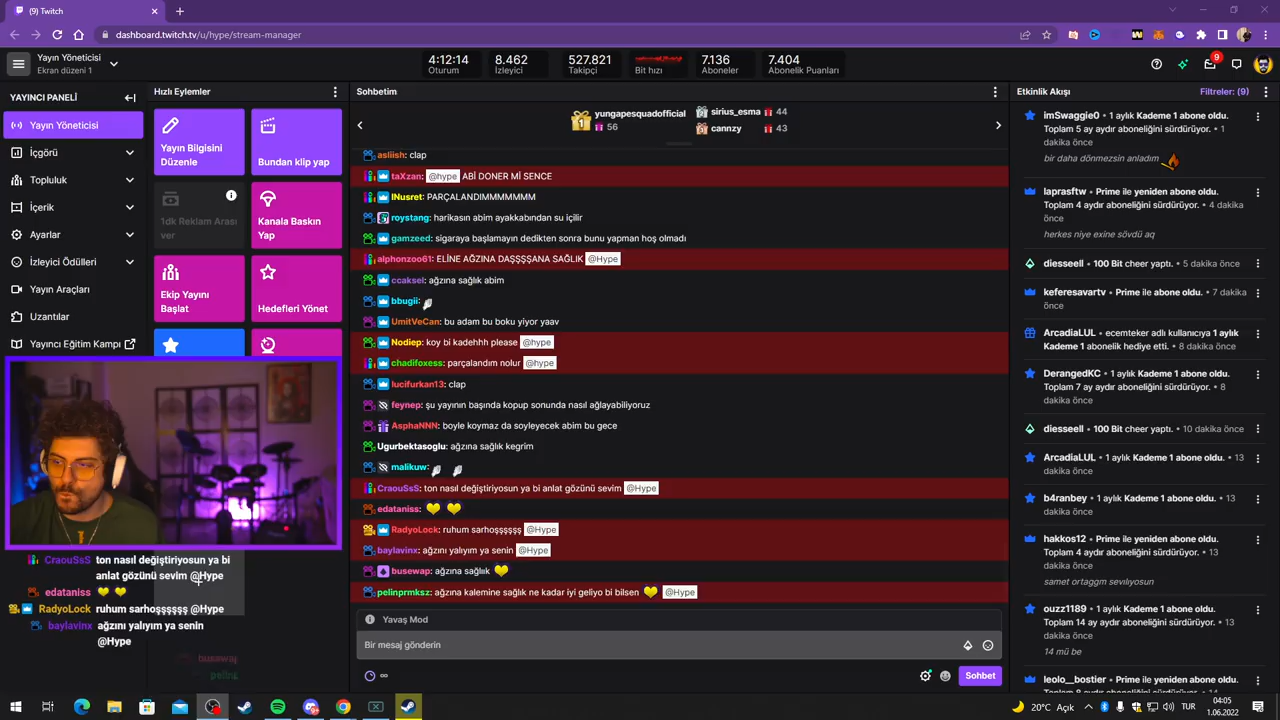 (9) Twitch
dashboard.twitch.tv/u/hype/stream-manager
Yayın Yöneticisi
Ekran düzeni 1
4:12:14
Oturum
8.462
İzleyici
527.821
Takipçi
Bit hızı
7.136
Aboneler
7.404
Abonelik Puanları
9
YAYINCI PANELİ
Yayın Yöneticisi
İçgörü
Topluluk
İçerik
Ayarlar
İzleyici Ödülleri
Yayın Araçları
Uzantılar
Yayıncı Eğitim Kampı
Hızlı Eylemler
Yayın Bilgisini
Düzenle
Bundan klip yap
1dk Reklam Arası
ver
Kanala Baskın
Yap
Ekip Yayını
Başlat
Hedefleri Yönet
CraouSsS ton nasıl değiştiriyosun ya bi
anlat gözünü sevim @Hype
edataniss
RadyoLock ruhum sarhoşşşşşş @Hype
baylavinx ağzını yalıyım ya senin
@Hype
busewap
pelinp
Sohbetim
1
yungapesquadofficial
56
sirius_esma 44
cannzy 43
asliish: clap
taXzan: @hype ABİ DONER Mİ SENCE
INusret: PARÇALANDIMMMMMMM
roystang: harikasın abim ayakkabından su içilir
gamzeed: sigaraya başlamayın dedikten sonra bunu yapman hoş olmadı
alphonzoo61: ELİNE AĞZINA DAŞŞŞŞANA SAĞLIK @Hype
ccaksel: ağzına sağlık abim
bbugii:
UmitVeCan: bu adam bu boku yiyor yaav
Nodiep: koy bi kadehhh please @hype
chadifoxess: parçalandım nolur @hype
lucifurkan13: clap
feynep: şu yayının başında kopup sonunda nasıl ağlayabiliyoruz
AsphaNNN: boyle koymaz da soyleyecek abim bu gece
Ugurbektasoglu: ağzına sağlık kegrim
malikuw:
CraouSsS: ton nasıl değiştiriyosun ya bi anlat gözünü sevim @Hype
edataniss:
RadyoLock: ruhum sarhoşşşşşş @Hype
baylavinx: ağzını yalıyım ya senin @Hype
busewap: ağzına sağlıık
pelinprmksz: ağzına kalemine sağlık ne kadar iyi geliyo bi bilsen @Hype
Yavaş Mod
Bir mesaj gönderin
∞
Sohbet
Etkinlik Akışı
Filtreler: (9)
imSwaggie0 • 1 aylık Kademe 1 abone oldu.
Toplam 5 ay aydır aboneliğini sürdürüyor. • 1
dakika önce
bir daha dönmezsin anladım
laprasftw • Prime ile yeniden abone oldu.
Toplam 4 aydır aboneliğini sürdürüyor. • 4 dakika
önce
herkes niye exine sövdü aq
diesseell • 100 Bit cheer yaptı. • 5 dakika önce
keferesavartv • Prime ile abone oldu. • 7 dakika
önce
ArcadiaLUL • ecemteker adlı kullanıcıya 1 aylık
Kademe 1 abonelik hediye etti. • 8 dakika önce
DerangedKC • 1 aylık Kademe 1 abone oldu.
Toplam 7 ay aydır aboneliğini sürdürüyor. • 8
dakika önce
diesseell • 100 Bit cheer yaptı. • 10 dakika önce
ArcadiaLUL • 1 aylık Kademe 1 abone oldu. • 13
dakika önce
b4ranbey • 1 aylık Kademe 1 abone oldu. • 13
dakika önce
hakkos12 • Prime ile yeniden abone oldu.
Toplam 4 aydır aboneliğini sürdürüyor. • 13
dakika önce
samet ortaggm sevılıyosun
ouzz1189 • 1 aylık Kademe 1 abone oldu.
Toplam 14 ay aydır aboneliğini sürdürüyor. • 13
dakika önce
14 mü be
leolo__bostier • Prime ile yeniden abone oldu.
Toplam 8 aydır aboneliğini sürdürüyor. • 14
20°C Açık
TUR
04:05
1.06.2022